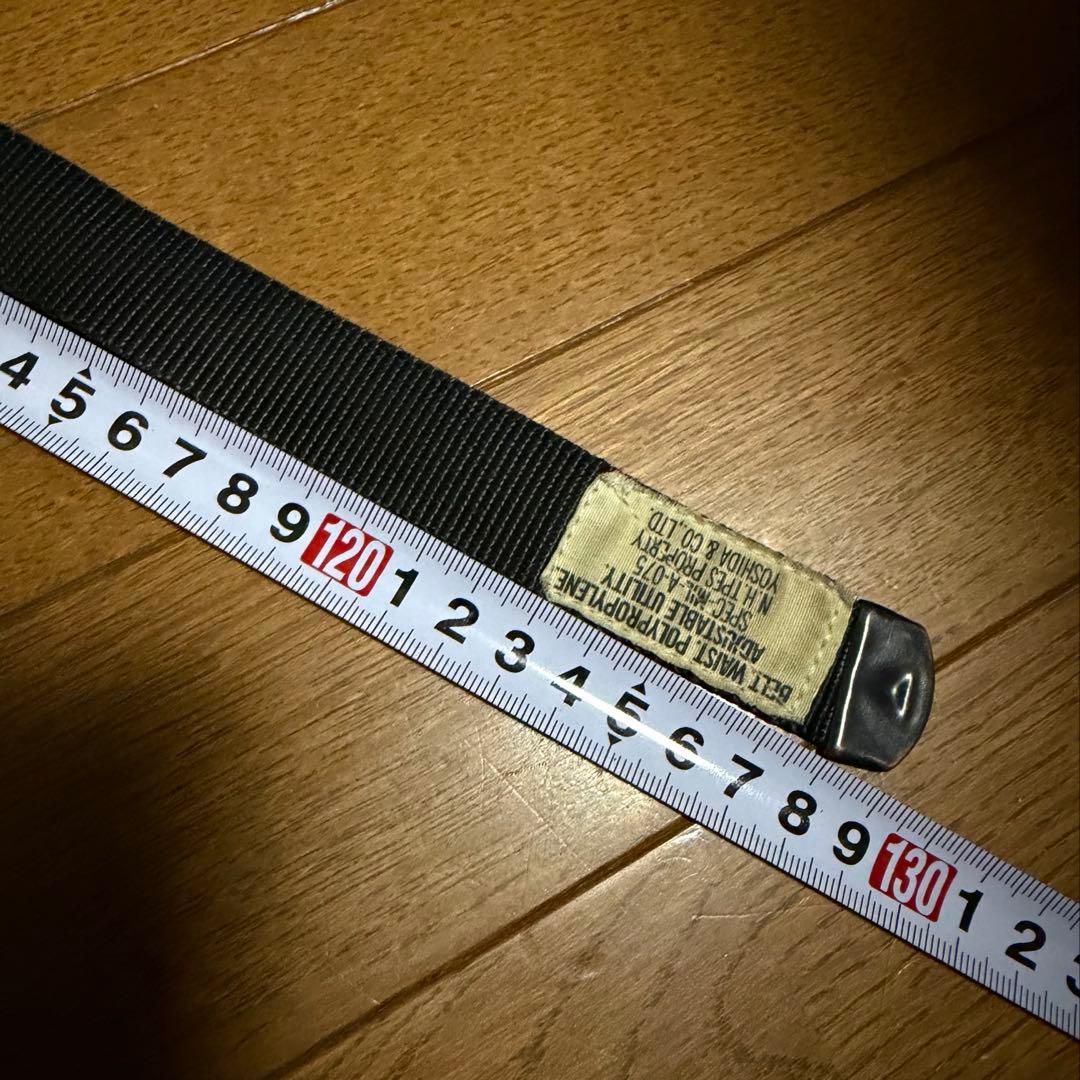 BELT WAIST POLYPROPYLENE
ADJUSTABLE UTILITY.
SPEC MIL-A-075
N.H TPES PROPERTY
YOSHIDA & CO.,LTD.
4 5 6 7 8 9 120 1 2 3 4 5 6 7 8 9 130 1 2